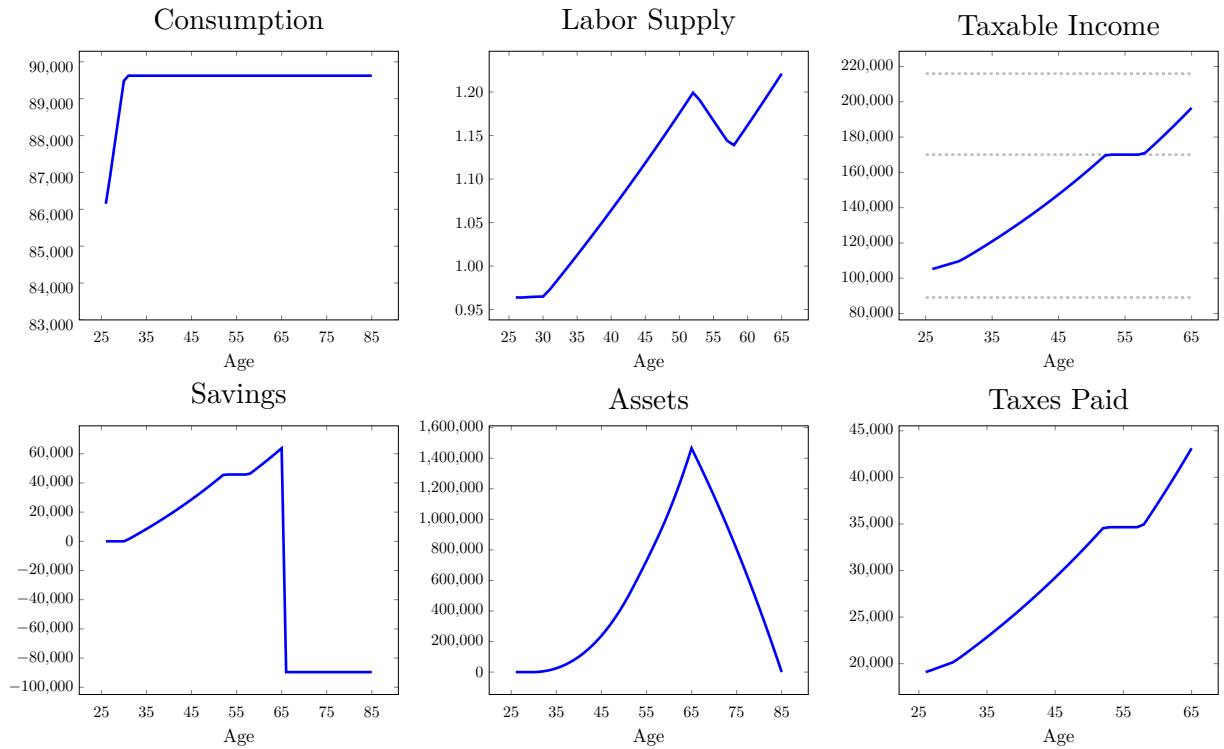 Consumption
90,000
89,000
88,000
87,000
86,000
85,000
84,000
83,000
25 35 45 55 65 75 85
Age
Labor Supply
1.20
1.15
1.10
1.05
1.00
0.95
25 30 35 40 45 50 55 60 65
Age
Taxable Income
220,000
200,000
180,000
160,000
140,000
120,000
100,000
80,000
25 35 45 55 65
Age
Savings
60,000
40,000
20,000
0
−20,000
−40,000
−60,000
−80,000
−100,000
25 35 45 55 65 75 85
Age
Assets
1,600,000
1,400,000
1,200,000
1,000,000
800,000
600,000
400,000
200,000
0
25 35 45 55 65 75 85
Age
Taxes Paid
45,000
40,000
35,000
30,000
25,000
20,000
25 35 45 55 65
Age